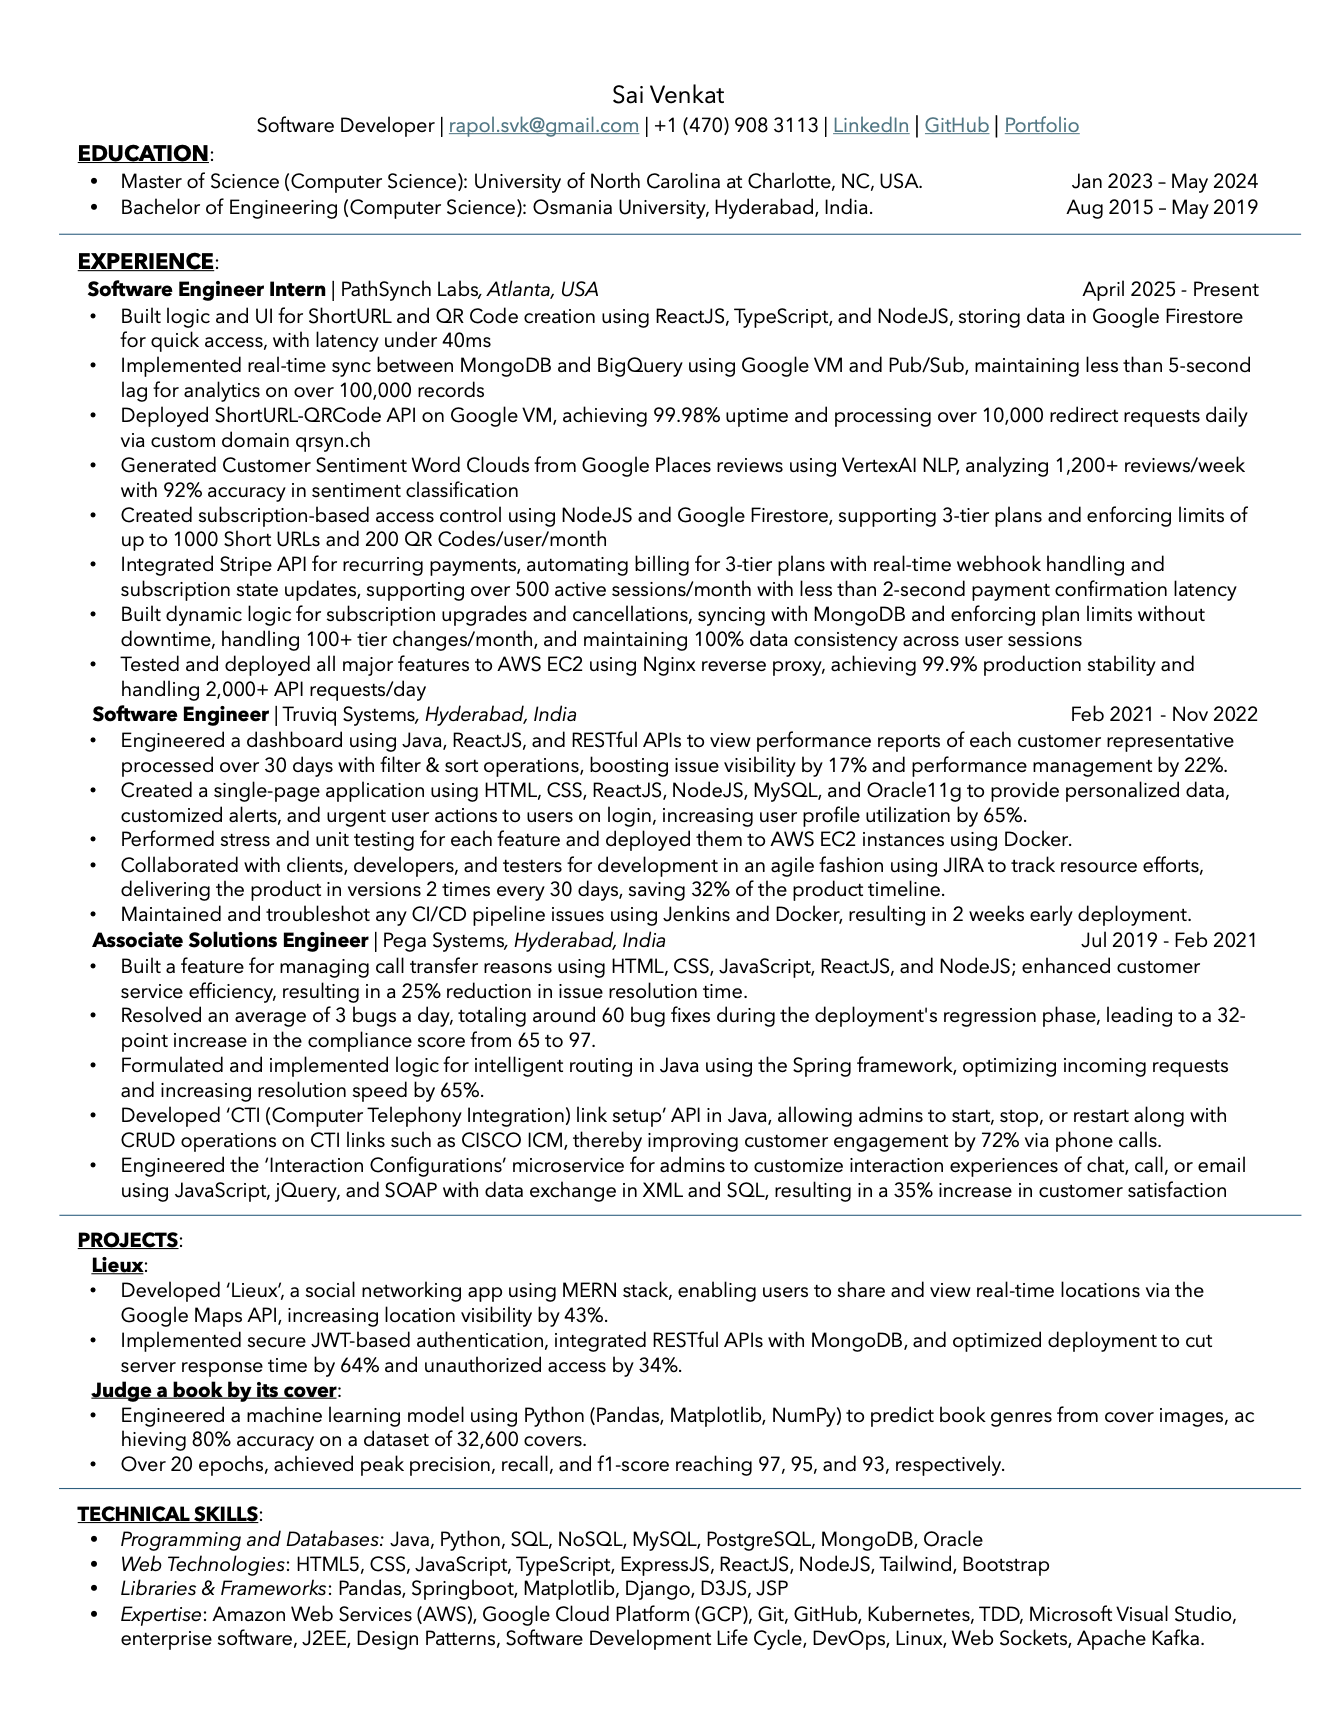 Sai Venkat
Software Developer | rapol.svk@gmail.com | +1 (470) 908 3113 | LinkedIn | GitHub | Portfolio
EDUCATION:
• Master of Science (Computer Science): University of North Carolina at Charlotte, NC, USA. Jan 2023 – May 2024
• Bachelor of Engineering (Computer Science): Osmania University, Hyderabad, India. Aug 2015 – May 2019
EXPERIENCE:
Software Engineer Intern | PathSynch Labs, Atlanta, USA April 2025 - Present
• Built logic and UI for ShortURL and QR Code creation using ReactJS, TypeScript, and NodeJS, storing data in Google Firestore
for quick access, with latency under 40ms
• Implemented real-time sync between MongoDB and BigQuery using Google VM and Pub/Sub, maintaining less than 5-second
lag for analytics on over 100,000 records
• Deployed ShortURL-QRCode API on Google VM, achieving 99.98% uptime and processing over 10,000 redirect requests daily
via custom domain qrsyn.ch
• Generated Customer Sentiment Word Clouds from Google Places reviews using VertexAI NLP, analyzing 1,200+ reviews/week
with 92% accuracy in sentiment classification
• Created subscription-based access control using NodeJS and Google Firestore, supporting 3-tier plans and enforcing limits of
up to 1000 Short URLs and 200 QR Codes/user/month
• Integrated Stripe API for recurring payments, automating billing for 3-tier plans with real-time webhook handling and
subscription state updates, supporting over 500 active sessions/month with less than 2-second payment confirmation latency
• Built dynamic logic for subscription upgrades and cancellations, syncing with MongoDB and enforcing plan limits without
downtime, handling 100+ tier changes/month, and maintaining 100% data consistency across user sessions
• Tested and deployed all major features to AWS EC2 using Nginx reverse proxy, achieving 99.9% production stability and
handling 2,000+ API requests/day
Software Engineer | Truviq Systems, Hyderabad, India Feb 2021 - Nov 2022
• Engineered a dashboard using Java, ReactJS, and RESTful APIs to view performance reports of each customer representative
processed over 30 days with filter & sort operations, boosting issue visibility by 17% and performance management by 22%.
• Created a single-page application using HTML, CSS, ReactJS, NodeJS, MySQL, and Oracle11g to provide personalized data,
customized alerts, and urgent user actions to users on login, increasing user profile utilization by 65%.
• Performed stress and unit testing for each feature and deployed them to AWS EC2 instances using Docker.
• Collaborated with clients, developers, and testers for development in an agile fashion using JIRA to track resource efforts,
delivering the product in versions 2 times every 30 days, saving 32% of the product timeline.
• Maintained and troubleshot any CI/CD pipeline issues using Jenkins and Docker, resulting in 2 weeks early deployment.
Associate Solutions Engineer | Pega Systems, Hyderabad, India Jul 2019 - Feb 2021
• Built a feature for managing call transfer reasons using HTML, CSS, JavaScript, ReactJS, and NodeJS; enhanced customer
service efficiency, resulting in a 25% reduction in issue resolution time.
• Resolved an average of 3 bugs a day, totaling around 60 bug fixes during the deployment's regression phase, leading to a 32-
point increase in the compliance score from 65 to 97.
• Formulated and implemented logic for intelligent routing in Java using the Spring framework, optimizing incoming requests
and increasing resolution speed by 65%.
• Developed ‘CTI (Computer Telephony Integration) link setup’ API in Java, allowing admins to start, stop, or restart along with
CRUD operations on CTI links such as CISCO ICM, thereby improving customer engagement by 72% via phone calls.
• Engineered the ‘Interaction Configurations’ microservice for admins to customize interaction experiences of chat, call, or email
using JavaScript, jQuery, and SOAP with data exchange in XML and SQL, resulting in a 35% increase in customer satisfaction
PROJECTS:
Lieux:
• Developed ‘Lieux’, a social networking app using MERN stack, enabling users to share and view real-time locations via the
Google Maps API, increasing location visibility by 43%.
• Implemented secure JWT-based authentication, integrated RESTful APIs with MongoDB, and optimized deployment to cut
server response time by 64% and unauthorized access by 34%.
Judge a book by its cover:
• Engineered a machine learning model using Python (Pandas, Matplotlib, NumPy) to predict book genres from cover images, ac
hieving 80% accuracy on a dataset of 32,600 covers.
• Over 20 epochs, achieved peak precision, recall, and f1-score reaching 97, 95, and 93, respectively.
TECHNICAL SKILLS:
• Programming and Databases: Java, Python, SQL, NoSQL, MySQL, PostgreSQL, MongoDB, Oracle
• Web Technologies: HTML5, CSS, JavaScript, TypeScript, ExpressJS, ReactJS, NodeJS, Tailwind, Bootstrap
• Libraries & Frameworks: Pandas, Springboot, Matplotlib, Django, D3JS, JSP
• Expertise: Amazon Web Services (AWS), Google Cloud Platform (GCP), Git, GitHub, Kubernetes, TDD, Microsoft Visual Studio,
enterprise software, J2EE, Design Patterns, Software Development Life Cycle, DevOps, Linux, Web Sockets, Apache Kafka.